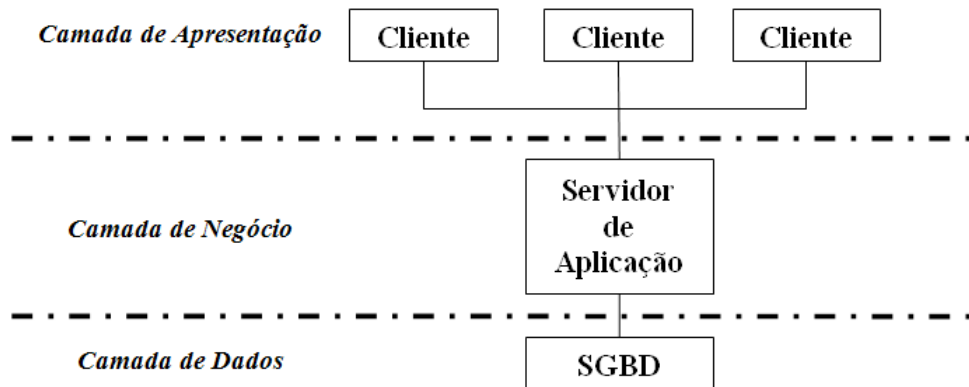 Camada de Apresentação
Cliente
Cliente
Cliente
Camada de Negócio
Servidor
de
Aplicação
Camada de Dados
SGBD